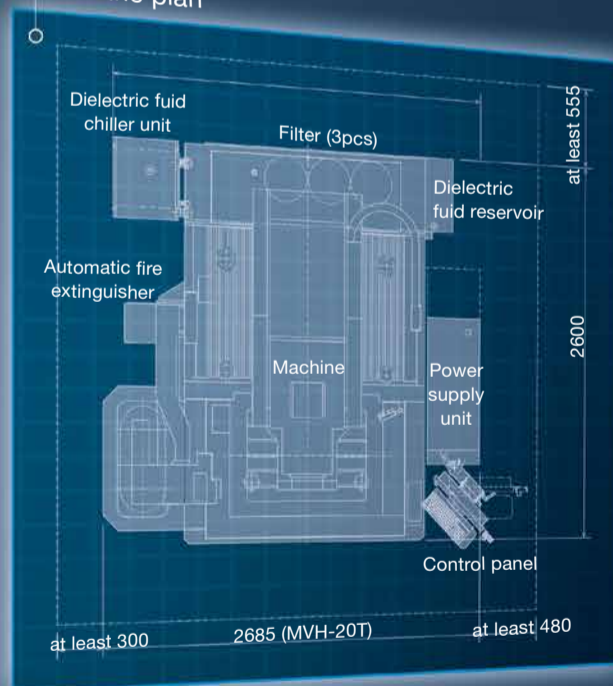 plan
Dielectric fuid
chiller unit
Filter (3pcs)
at least 555
Dielectric
fuid reservoir
Automatic fire
extinguisher
2600
Machine
Power
supply
unit
Control panel
at least 300
2685 (MVH-20T)
at least 480